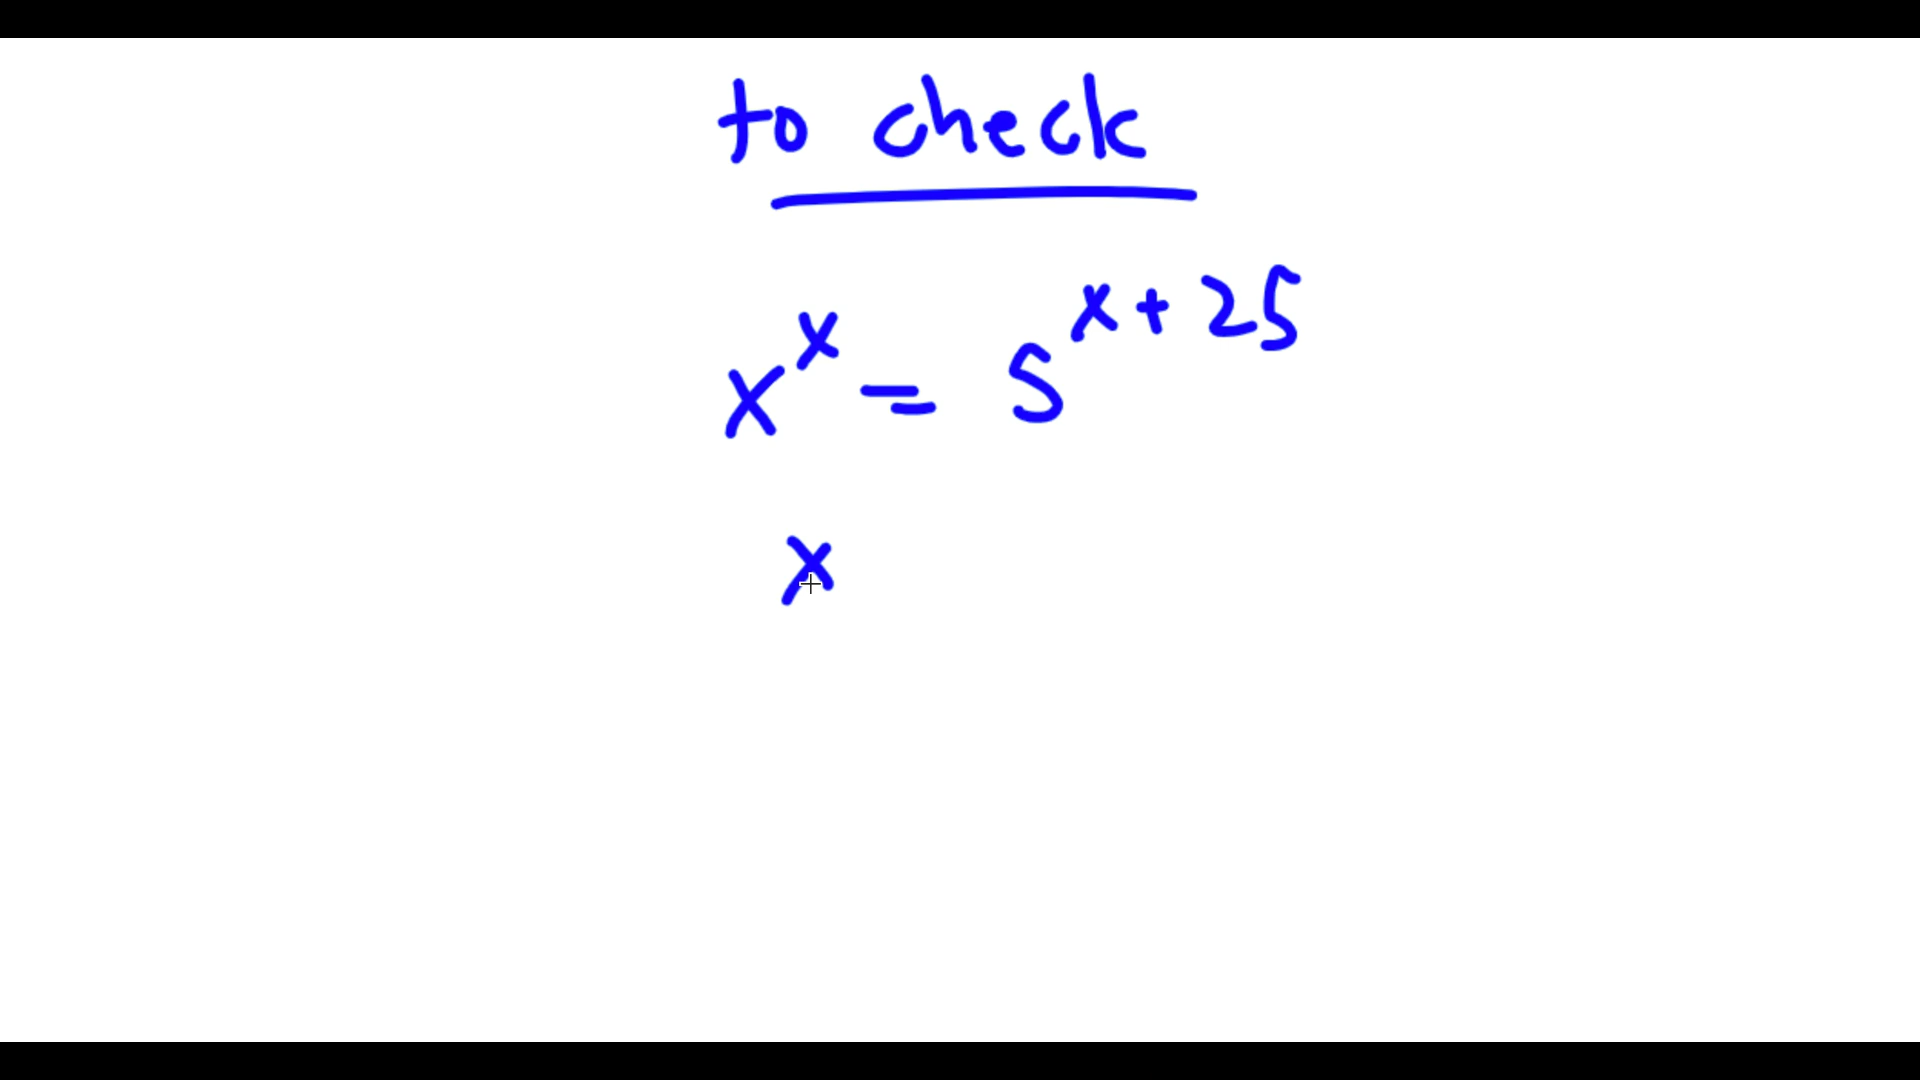 to check
x^x = 5^{x+25}
x